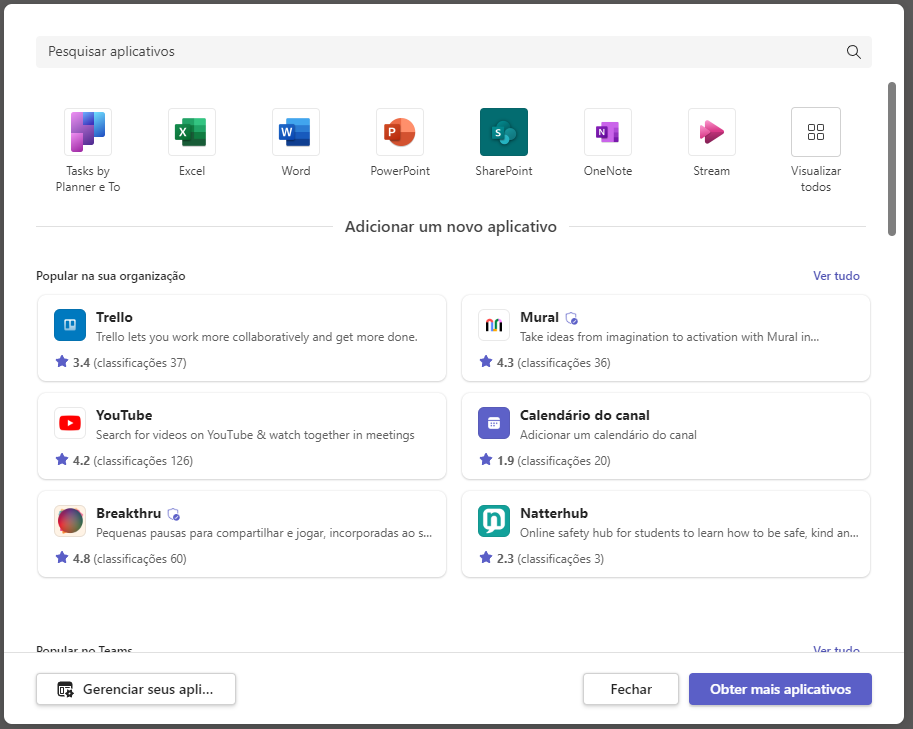 Pesquisar aplicativos
Tasks by
Planner e To
Excel
Word
PowerPoint
SharePoint
OneNote
Stream
Visualizar
todos
Adicionar um novo aplicativo
Popular na sua organização
Ver tudo
Trello
Trello lets you work more collaboratively and get more done.
3.4 (classificações 37)
Mural
Take ideas from imagination to activation with Mural in...
4.3 (classificações 36)
YouTube
Search for videos on YouTube & watch together in meetings
4.2 (classificações 126)
Calendário do canal
Adicionar um calendário do canal
1.9 (classificações 20)
Breakthru
Pequenas pausas para compartilhar e jogar, incorporadas ao s...
4.8 (classificações 60)
Natterhub
Online safety hub for students to learn how to be safe, kind an...
2.3 (classificações 3)
Popular no Teams
Ver tudo
Gerenciar seus apli...
Fechar
Obter mais aplicativos